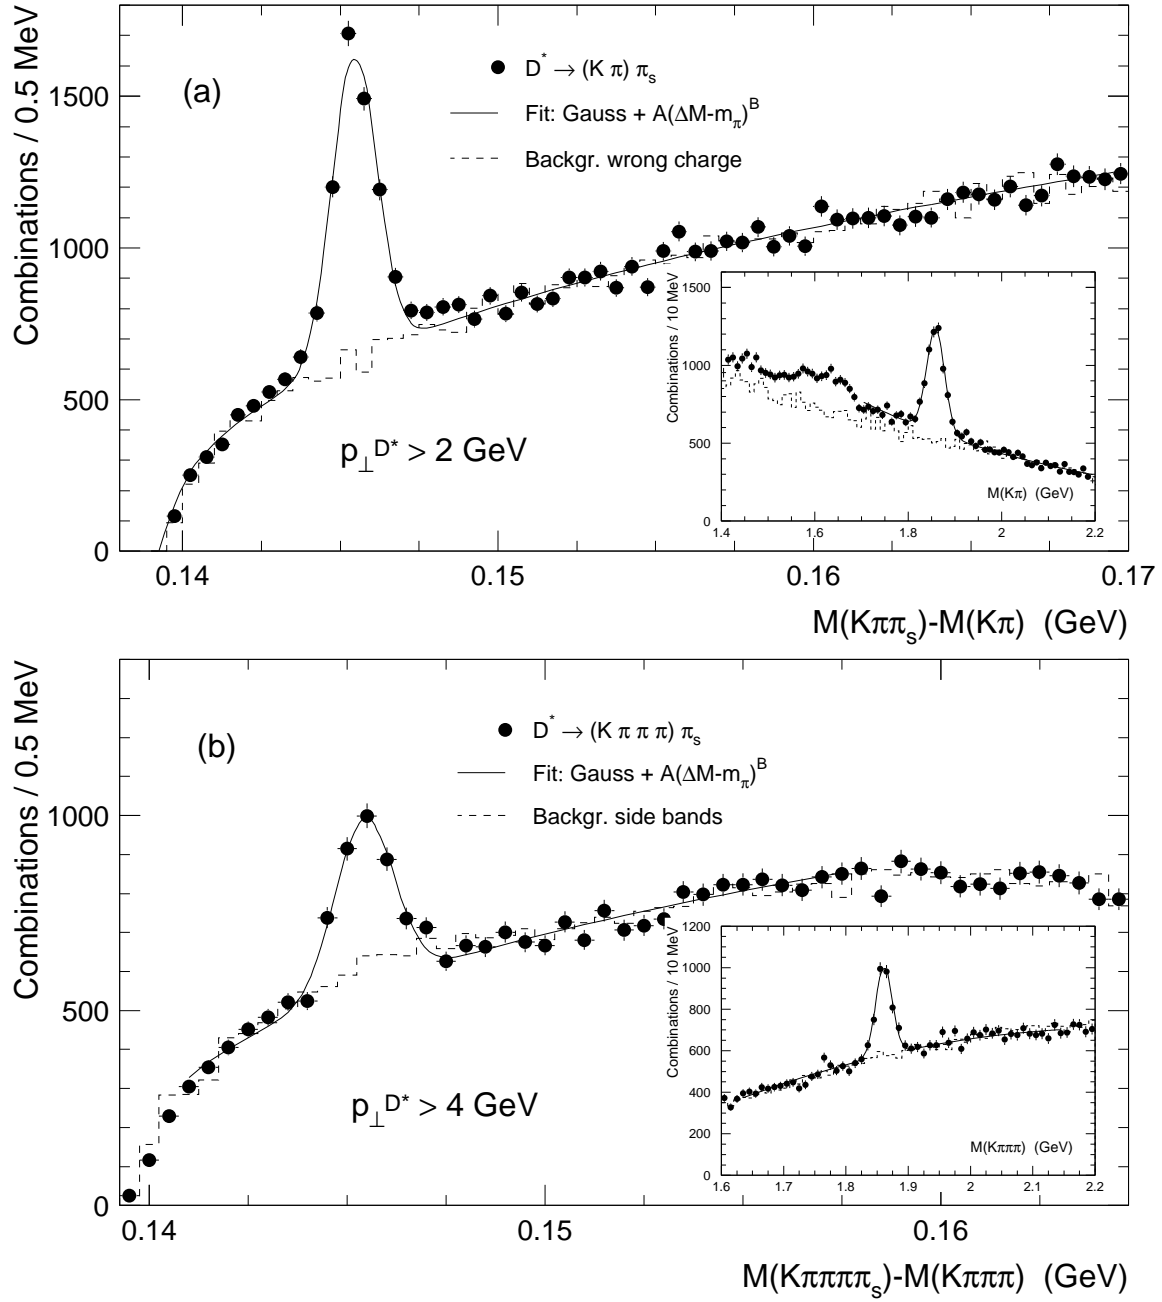 Combinations / 0.5 MeV
(a)
D* → (K π) πs
Fit: Gauss + A(ΔM-mπ)^B
Backgr. wrong charge
p⊥D* > 2 GeV
0
500
1000
1500
0.14
0.15
0.16
0.17
M(Kππs)-M(Kπ) (GeV)
Combinations / 10 MeV
0
500
1000
1500
1.4
1.6
1.8
2
2.2
M(Kπ) (GeV)
Combinations / 0.5 MeV
(b)
D* → (K π π π) πs
Fit: Gauss + A(ΔM-mπ)^B
Backgr. side bands
p⊥D* > 4 GeV
0
500
1000
0.14
0.15
0.16
M(Kππππs)-M(Kπππ) (GeV)
Combinations / 10 MeV
0
200
400
600
800
1000
1200
1.6
1.7
1.8
1.9
2
2.1
2.2
M(Kπππ) (GeV)